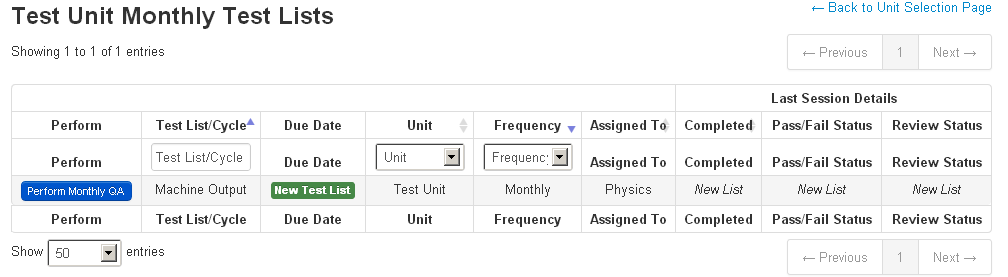 Test Unit Monthly Test Lists
← Back to Unit Selection Page
Showing 1 to 1 of 1 entries
← Previous 1 Next →
Last Session Details
Perform Test List/Cycle Due Date Unit Frequency Assigned To Completed Pass/Fail Status Review Status
Perform Test List/Cycle Due Date Unit Frequenc Assigned To Completed Pass/Fail Status Review Status
Perform Monthly QA Machine Output New Test List Test Unit Monthly Physics New List New List New List
Perform Test List/Cycle Due Date Unit Frequency Assigned To Completed Pass/Fail Status Review Status
Show 50 entries
← Previous 1 Next →